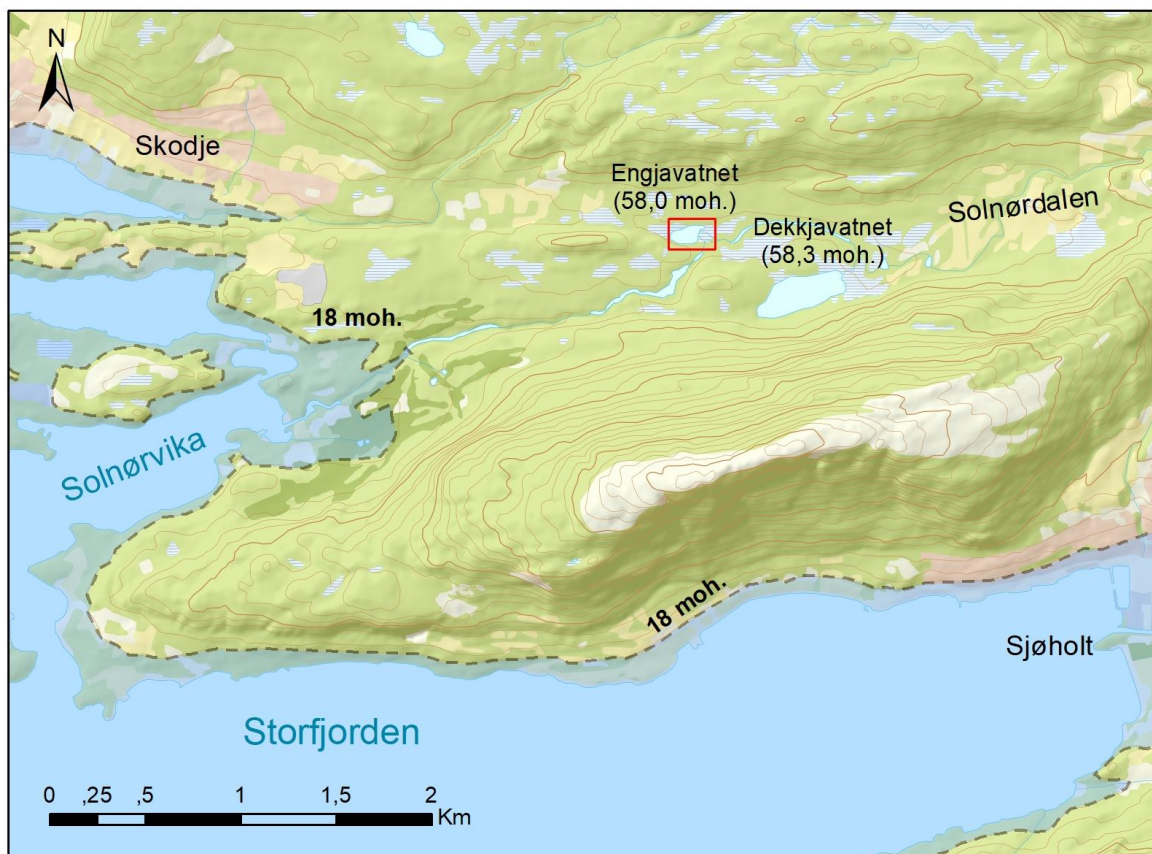 N
Skodje
Engjavatnet
(58,0 moh.)
Dekkjavatnet
(58,3 moh.)
Solnørdalen
18 moh.
Solnørvika
18 moh.
Sjøholt
Storfjorden
0 ,25 ,5 1 1,5 2
Km